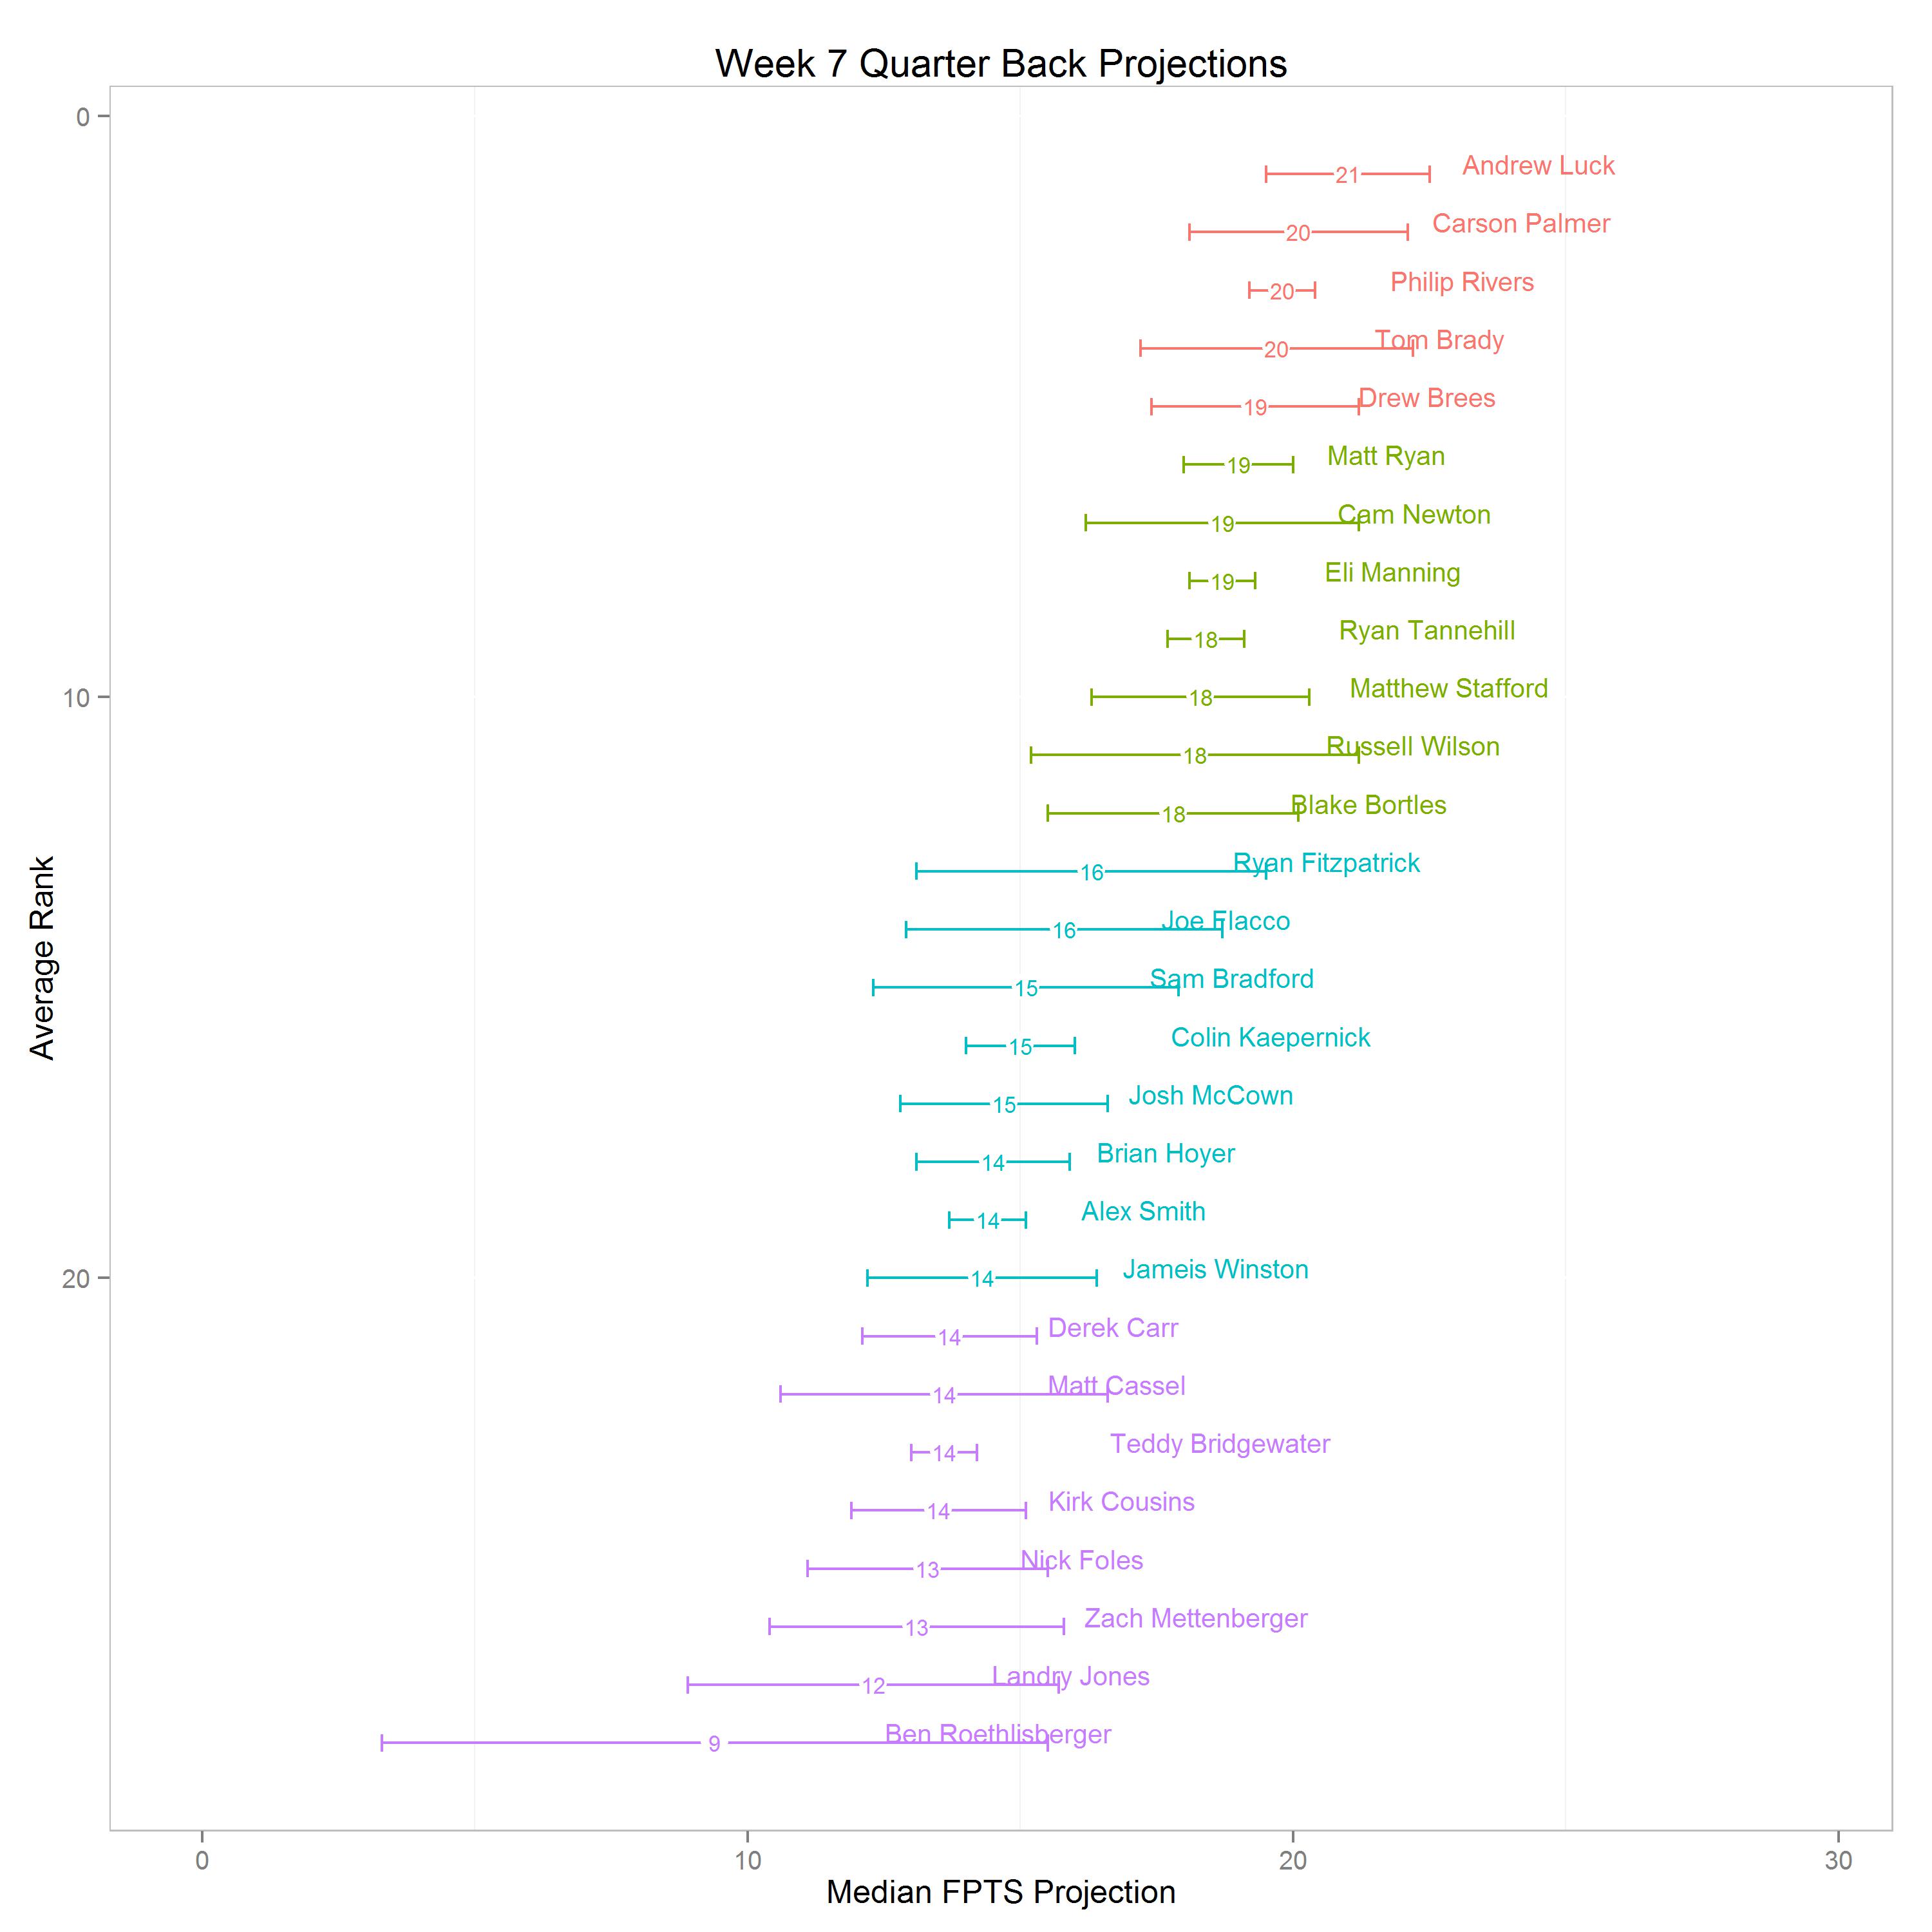 Week 7 Quarter Back Projections
0
21 Andrew Luck
20 Carson Palmer
20 Philip Rivers
20 Tom Brady
19 Drew Brees
19 Matt Ryan
19 Cam Newton
19 Eli Manning
18 Ryan Tannehill
10 18 Matthew Stafford
18 Russell Wilson
18 Blake Bortles
16 Ryan Fitzpatrick
16 Joe Flacco
15 Sam Bradford
15 Colin Kaepernick
15 Josh McCown
14 Brian Hoyer
14 Alex Smith
20 14 Jameis Winston
14 Derek Carr
14 Matt Cassel
14 Teddy Bridgewater
14 Kirk Cousins
13 Nick Foles
13 Zach Mettenberger
12 Landry Jones
9 Ben Roethlisberger
Average Rank
0 10 20 30
Median FPTS Projection